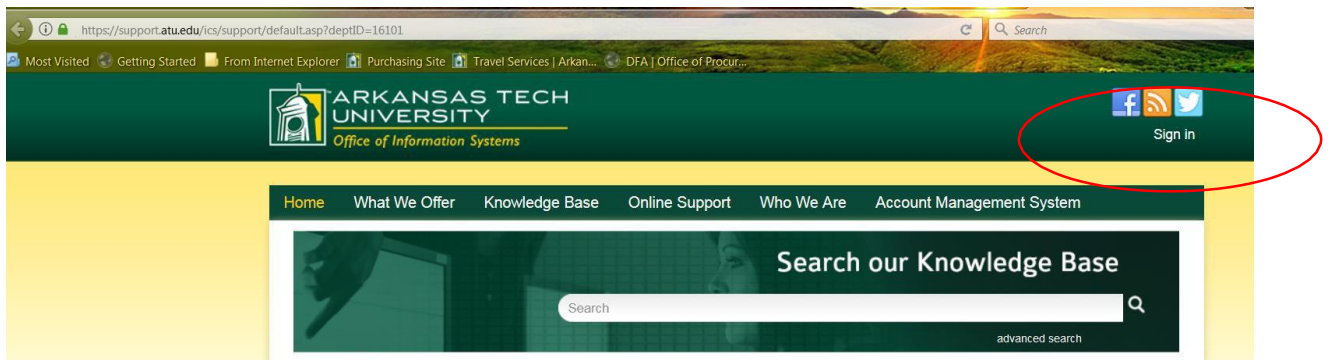 https://support.atu.edu/ics/support/default.asp?deptID=16101
Search
Most Visited Getting Started From Internet Explorer Purchasing Site Travel Services | Arkan... DFA | Office of Procur...
ARKANSAS TECH
UNIVERSITY
Office of Information Systems
Sign in
Home What We Offer Knowledge Base Online Support Who We Are Account Management System
Search our Knowledge Base
Search
advanced search